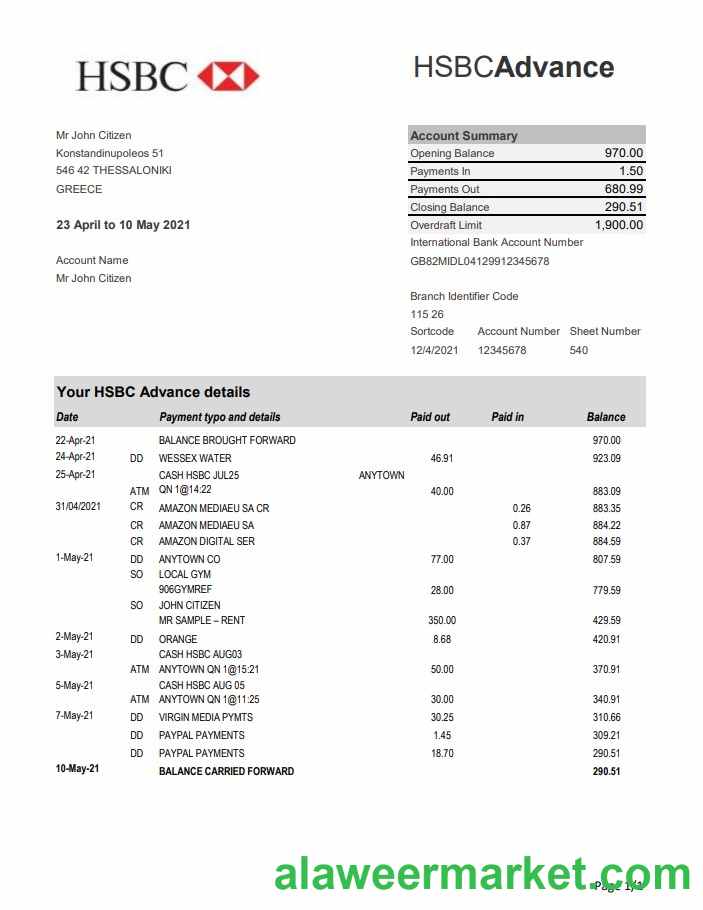 HSBC
HSBCAdvance
Mr John Citizen
Konstandinupoleos 51
546 42 THESSALONIKI
GREECE
23 April to 10 May 2021
Account Name
Mr John Citizen
Account Summary
Opening Balance 970.00
Payments In 1.50
Payments Out 680.99
Closing Balance 290.51
Overdraft Limit 1,900.00
International Bank Account Number
GB82MIDL04129912345678
Branch Identifier Code
115 26
Sortcode Account Number Sheet Number
12/4/2021 12345678 540
Your HSBC Advance details
Date Payment typo and details Paid out Paid in Balance
22-Apr-21 BALANCE BROUGHT FORWARD 970.00
24-Apr-21 DD WESSEX WATER 46.91 923.09
25-Apr-21 CASH HSBC JUL25 ANYTOWN
ATM QN 1@14:22 40.00 883.09
31/04/2021 CR AMAZON MEDIAEU SA CR 0.26 883.35
CR AMAZON MEDIAEU SA 0.87 884.22
CR AMAZON DIGITAL SER 0.37 884.59
1-May-21 DD ANYTOWN CO 77.00 807.59
SO LOCAL GYM
906GYMREF 28.00 779.59
SO JOHN CITIZEN
MR SAMPLE – RENT 350.00 429.59
2-May-21 DD ORANGE 8.68 420.91
3-May-21 CASH HSBC AUG03
ATM ANYTOWN QN 1@15:21 50.00 370.91
5-May-21 CASH HSBC AUG 05
ATM ANYTOWN QN 1@11:25 30.00 340.91
7-May-21 DD VIRGIN MEDIA PYMTS 30.25 310.66
DD PAYPAL PAYMENTS 1.45 309.21
DD PAYPAL PAYMENTS 18.70 290.51
10-May-21 BALANCE CARRIED FORWARD 290.51
alaweermarket.com
Page 1/1